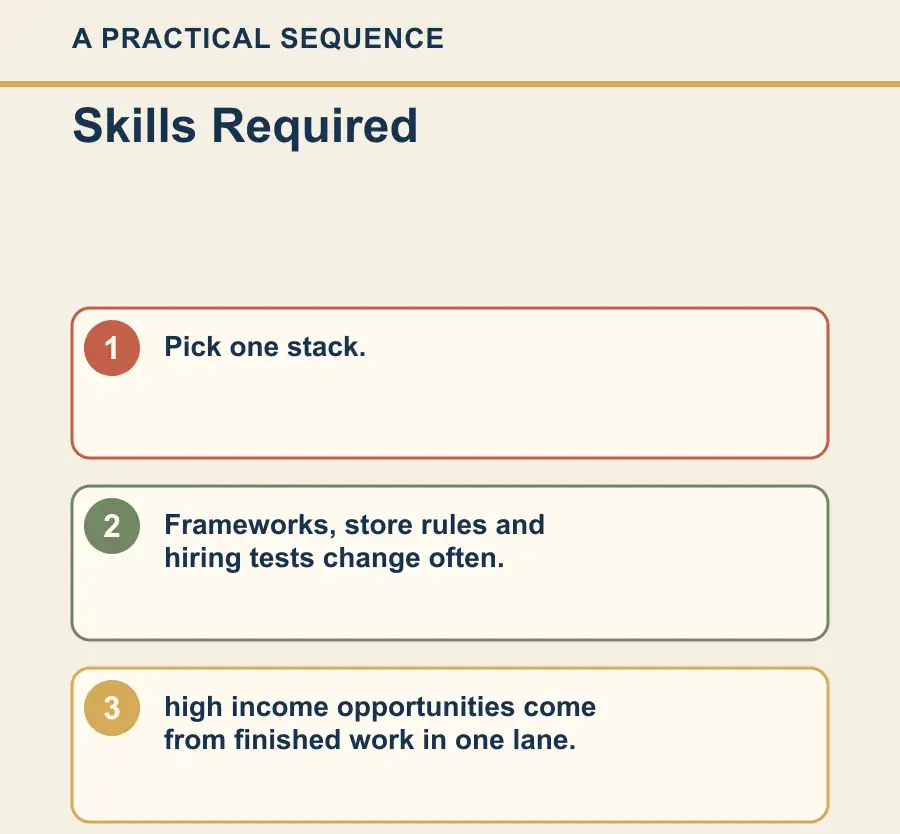 A PRACTICAL SEQUENCE
Skills Required
1
Pick one stack.
2
Frameworks, store rules and
hiring tests change often.
3
high income opportunities come
from finished work in one lane.